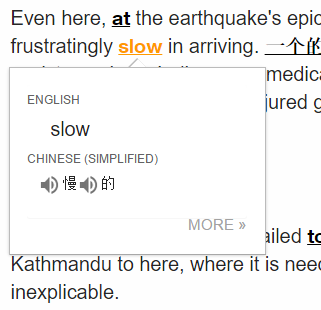 Even here, at the earthquake's epic
frustratingly slow in arriving. 一个的
medica
jured g
ENGLISH
slow
CHINESE (SIMPLIFIED)
慢 的
MORE »
ailed to
Kathmandu to here, where it is need
inexplicable.